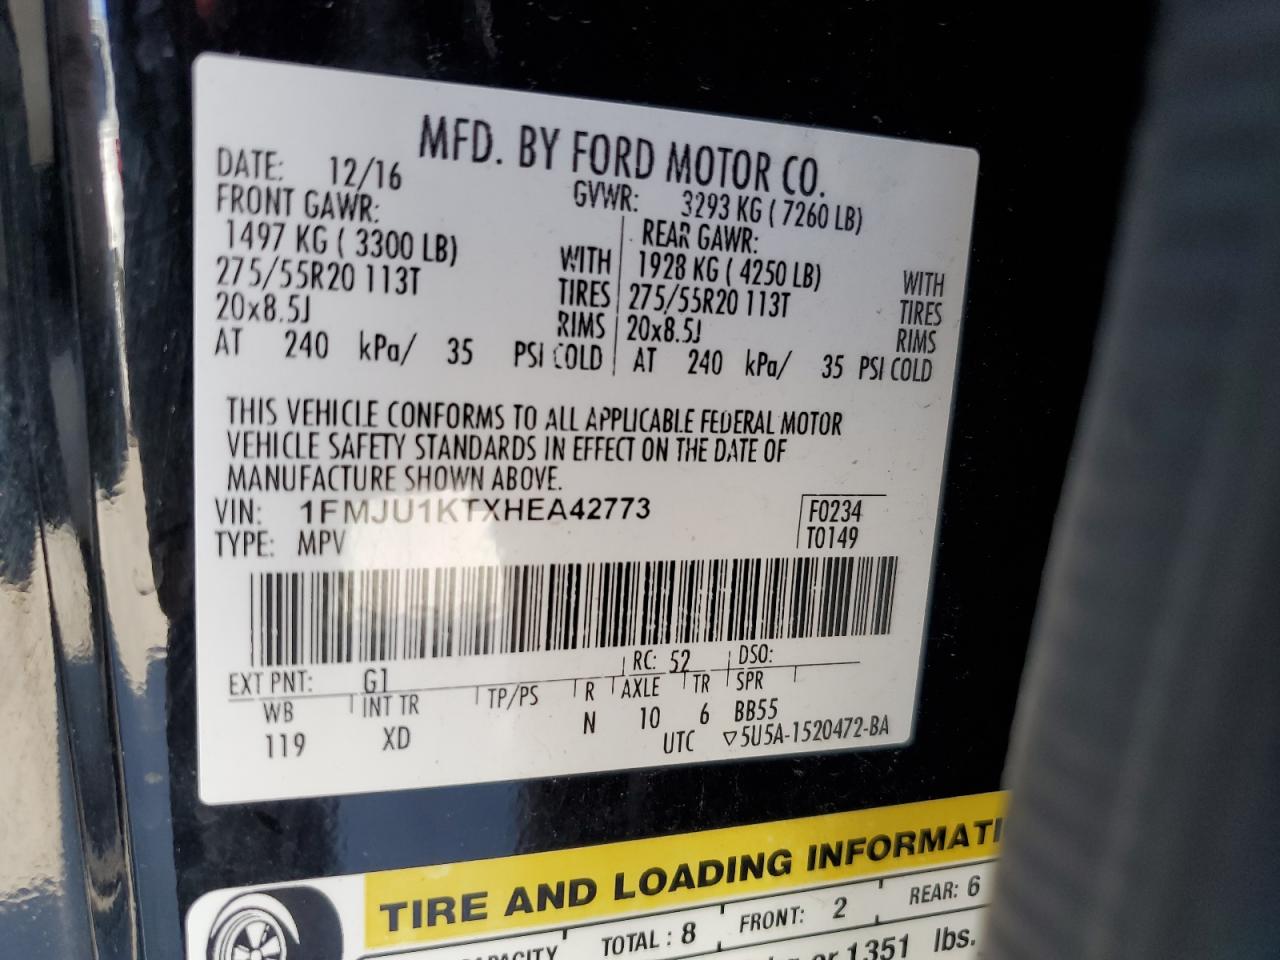 MFD. BY FORD MOTOR CO.
DATE: 12/16 GVWR: 3293 KG ( 7260 LB)
FRONT GAWR: REAR GAWR:
1497 KG ( 3300 LB) WITH 1928 KG ( 4250 LB) WITH
275/55R20 113T TIRES 275/55R20 113T TIRES
20x8.5J RIMS 20x8.5J RIMS
AT 240 kPa/ 35 PSI COLD AT 240 kPa/ 35 PSI COLD
THIS VEHICLE CONFORMS TO ALL APPLICABLE FEDERAL MOTOR
VEHICLE SAFETY STANDARDS IN EFFECT ON THE DATE OF
MANUFACTURE SHOWN ABOVE.
VIN: 1FMJU1KTXHEA42773 F0234
TYPE: MPV T0149
EXT PNT: G1 RC: 52 DSO:
WB INT TR TP/PS R AXLE TR SPR
119 XD N 10 6 BB55
UTC ▽5U5A-1520472-BA
TIRE AND LOADING INFORMATI
TOTAL : 8 FRONT: 2 REAR: 6
or 1351 lbs.